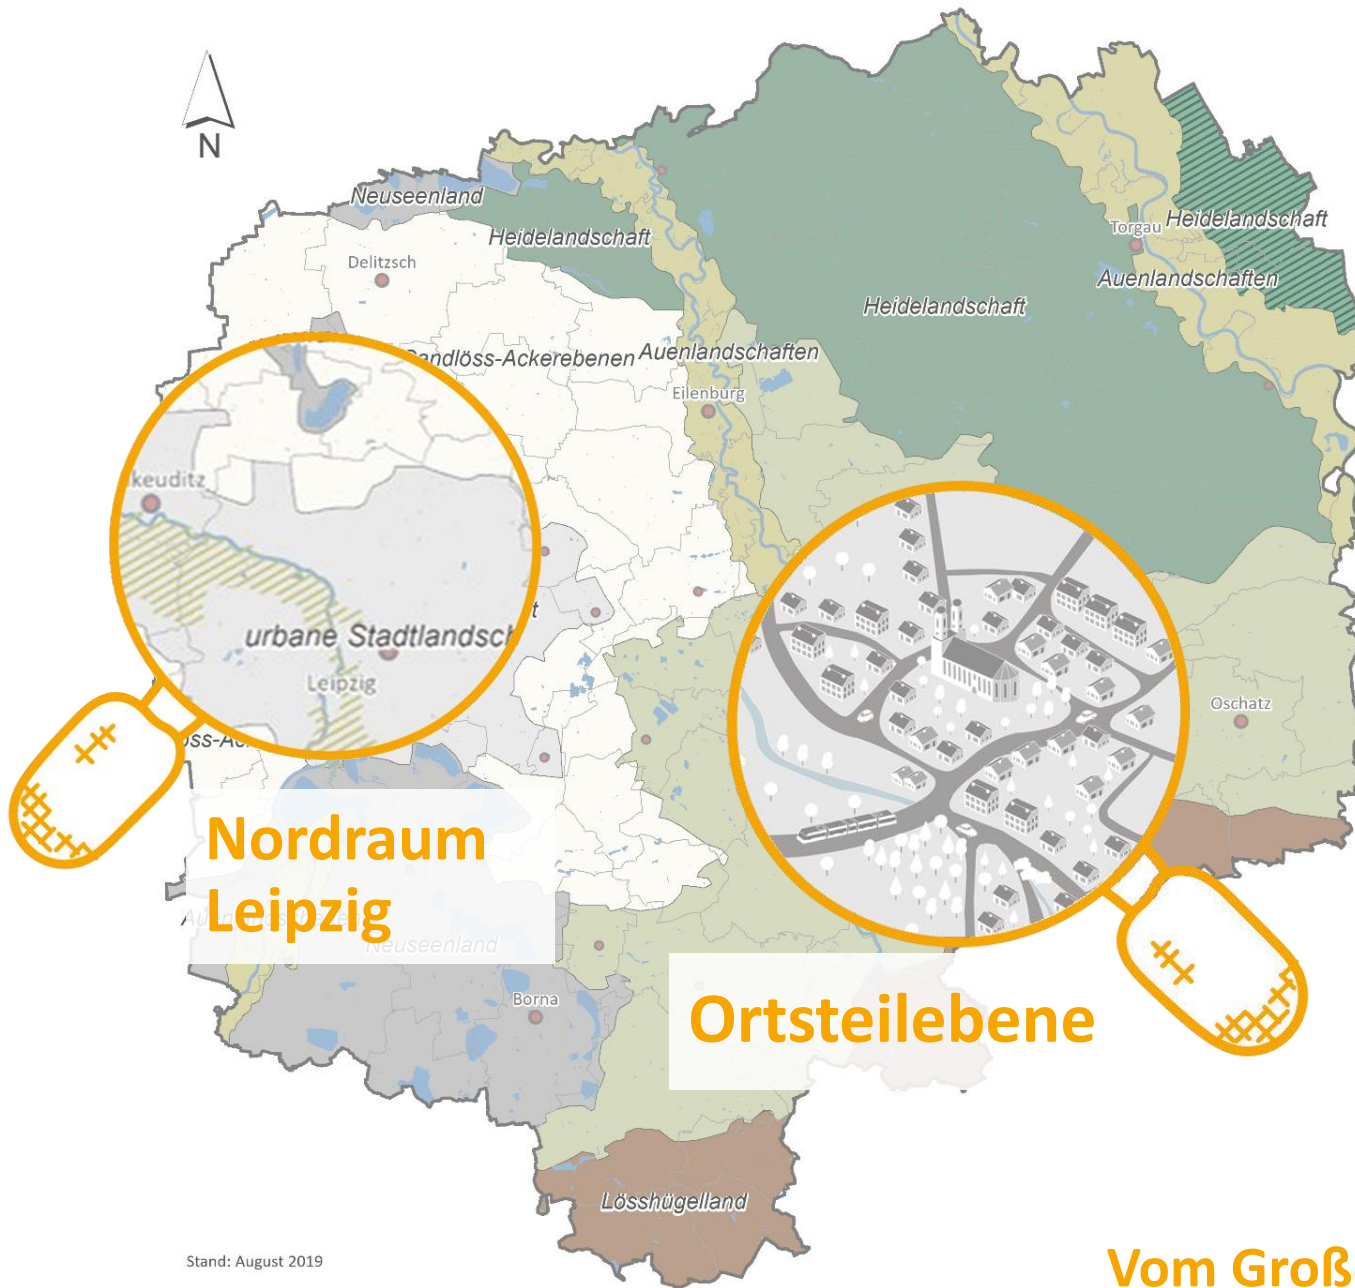 N
Neuseenland
Heidelandschaft
Delitzsch
Torgau
Heidelandschaft
Auenlandschaften
Heidelandschaft
Sandlöss-Ackerebenen
Auenlandschaften
Eilenburg
keuditz
urbane Stadtlandsch
Leipzig
Oschatz
Nordraum
Leipzig
Neuseenland
Borna
Ortsteilebene
Lösshügelland
Stand: August 2019
Vom Groß